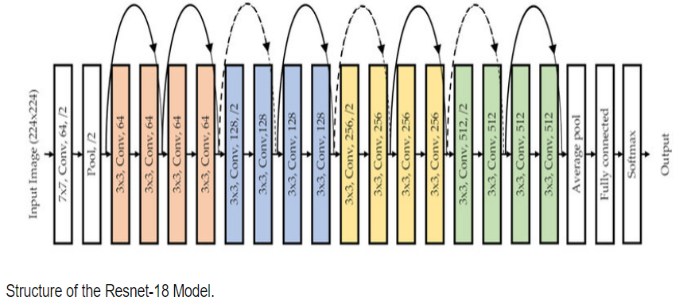 Input Image (224x224)
7x7, Conv, 64, /2
Pool, /2
3x3, Conv, 64
3x3, Conv, 64
3x3, Conv, 64
3x3, Conv, 64
3x3, Conv, 128, /2
3x3, Conv,128
3x3, Conv, 128
3x3, Conv, 128
3x3, Conv, 256, /2
3x3, Conv, 256
3x3, Conv, 256
3x3, Conv, 256
3x3, Conv, 512, /2
3x3, Conv, 512
3x3, Conv, 512
3x3, Conv, 512
Average pool
Fully connected
Softmax
Output
Structure of the Resnet-18 Model.